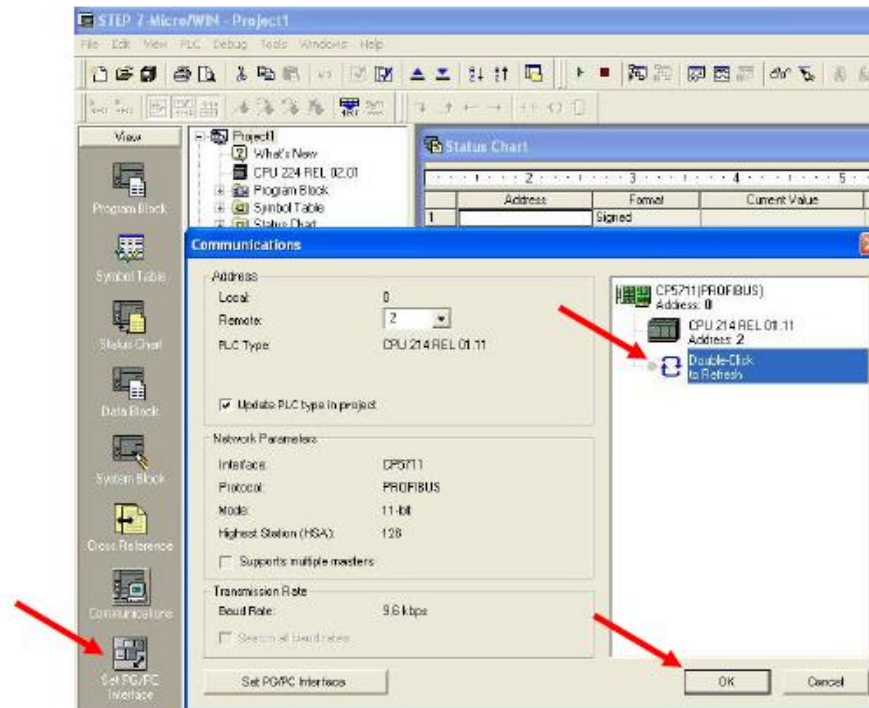 STEP 7-Micro/WIN - Project1
File Edit View PLC Debug Tools Windows Help
View
Program Block
Symbol Table
Status Chart
Data Block
System Block
Cross Reference
Communications
Set PG/PC
Interface
Project1
What's New
CPU 224 REL 02.01
Program Block
Symbol Table
Status Chart
Status Chart
1 2 3 4 5
Address Format Current Value
1 Signed
Communications
Address
Local: 0
Remote: 2
PLC Type: CPU 214 REL 01.11
Update PLC type in project
Network Parameters
Interface: CP5711
Protocol: PROFIBUS
Mode: 11-bit
Highest Station (HSA): 126
Supports multiple masters
Transmission Rate
Baud Rate: 9.6 kbps
Search all baud rates
Set PG/PC Interface
CP5711(PROFIBUS)
Address: 0
CPU 214 REL 01.11
Address: 2
Double-Click
to Refresh
OK Cancel